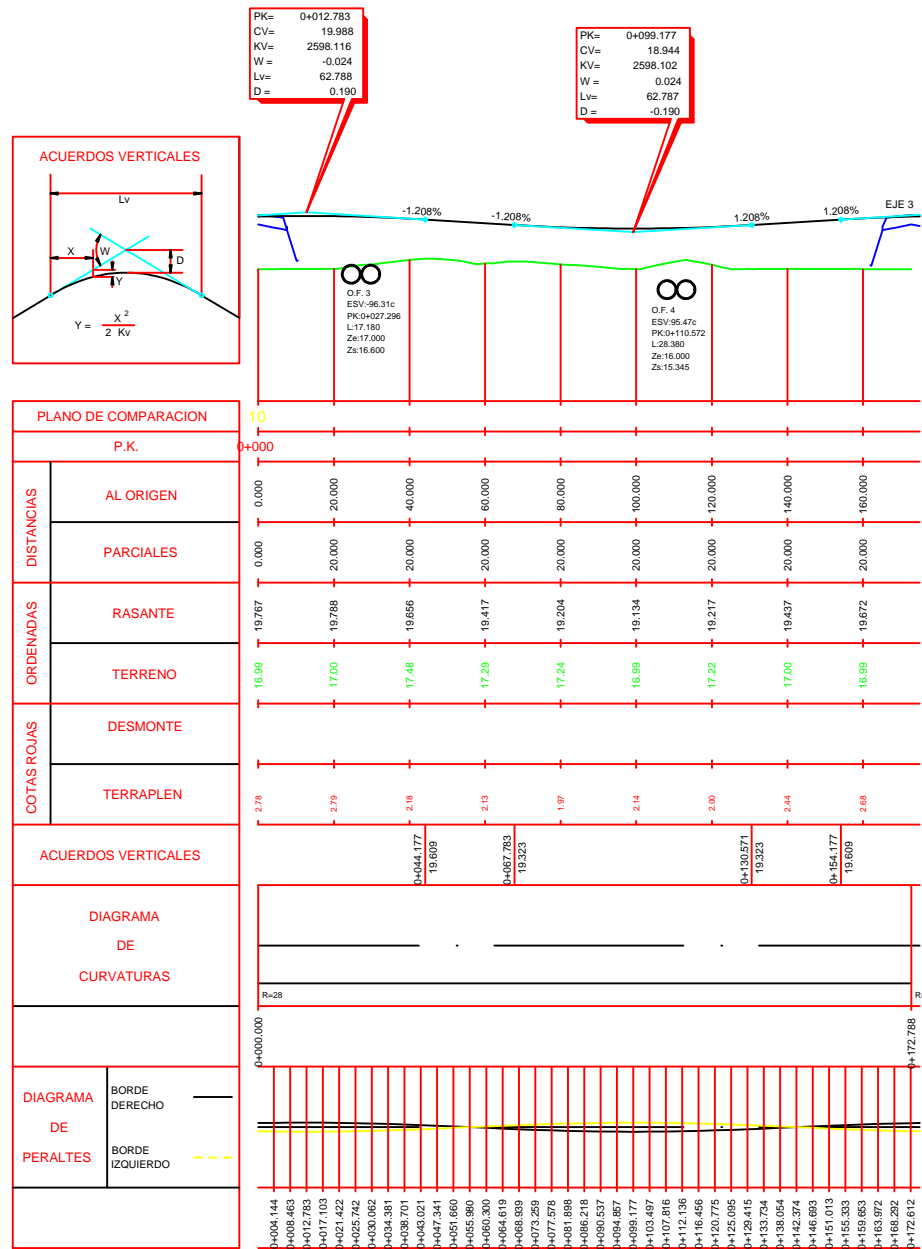 PK= 0+012.783
CV= 19.988
KV= 2598.116
W = -0.024
Lv= 62.788
D = 0.190
PK= 0+099.177
CV= 18.944
KV= 2598.102
W = 0.024
Lv= 62.787
D = -0.190
ACUERDOS VERTICALES
Lv
X
W
D
Y
Y = X 2
2 Kv
-1.208%
-1.208%
1.208%
1.208%
EJE 3
O.F. 3
ESV:-96.31c
PK:0+027.296
L:17.180
Ze:17.000
Zs:16.600
O.F. 4
ESV:95.47c
PK:0+110.572
L:28.380
Ze:16.000
Zs:15.345
PLANO DE COMPARACION 10
P.K. 0+000
DISTANCIAS
AL ORIGEN 0.000 20.000 40.000 60.000 80.000 100.000 120.000 140.000 160.000
PARCIALES 0.000 20.000 20.000 20.000 20.000 20.000 20.000 20.000 20.000
ORDENADAS
RASANTE 19.767 19.788 19.656 19.417 19.204 19.134 19.217 19.437 19.672
TERRENO 16.99 17.00 17.48 17.29 17.24 16.99 17.22 17.00 16.99
COTAS ROJAS
DESMONTE
TERRAPLEN 2.78 2.79 2.18 2.13 1.97 2.14 2.00 2.44 2.68
ACUERDOS VERTICALES
0+044.177
19.609
0+067.783
19.323
0+130.571
19.323
0+154.177
19.609
DIAGRAMA
DE
CURVATURAS
R=28
R=
0+000.000
0+172.788
DIAGRAMA
DE
PERALTES
BORDE
DERECHO
BORDE
IZQUIERDO
0+004.144
0+008.463
0+012.783
0+017.103
0+021.422
0+025.742
0+030.062
0+034.381
0+038.701
0+043.021
0+047.341
0+051.660
0+055.980
0+060.300
0+064.619
0+068.939
0+073.259
0+077.578
0+081.898
0+086.218
0+090.537
0+094.857
0+099.177
0+103.497
0+107.816
0+112.136
0+116.456
0+120.775
0+125.095
0+129.415
0+133.734
0+138.054
0+142.374
0+146.693
0+151.013
0+155.333
0+159.653
0+163.972
0+168.292
0+172.612